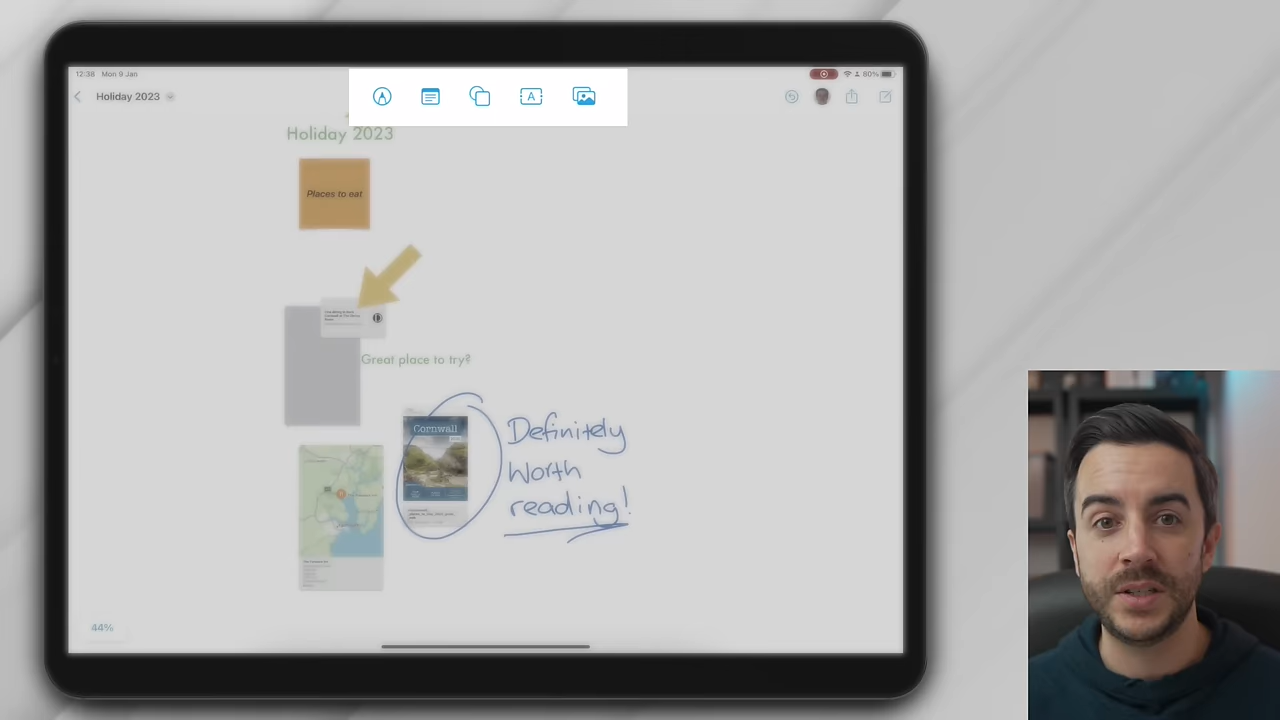 12:38 Mon 9 Jan
80%
Holiday 2023
A
Holiday 2023
Places to eat
Great place to try?
Cornwall
Definitely
Worth
reading!
44%